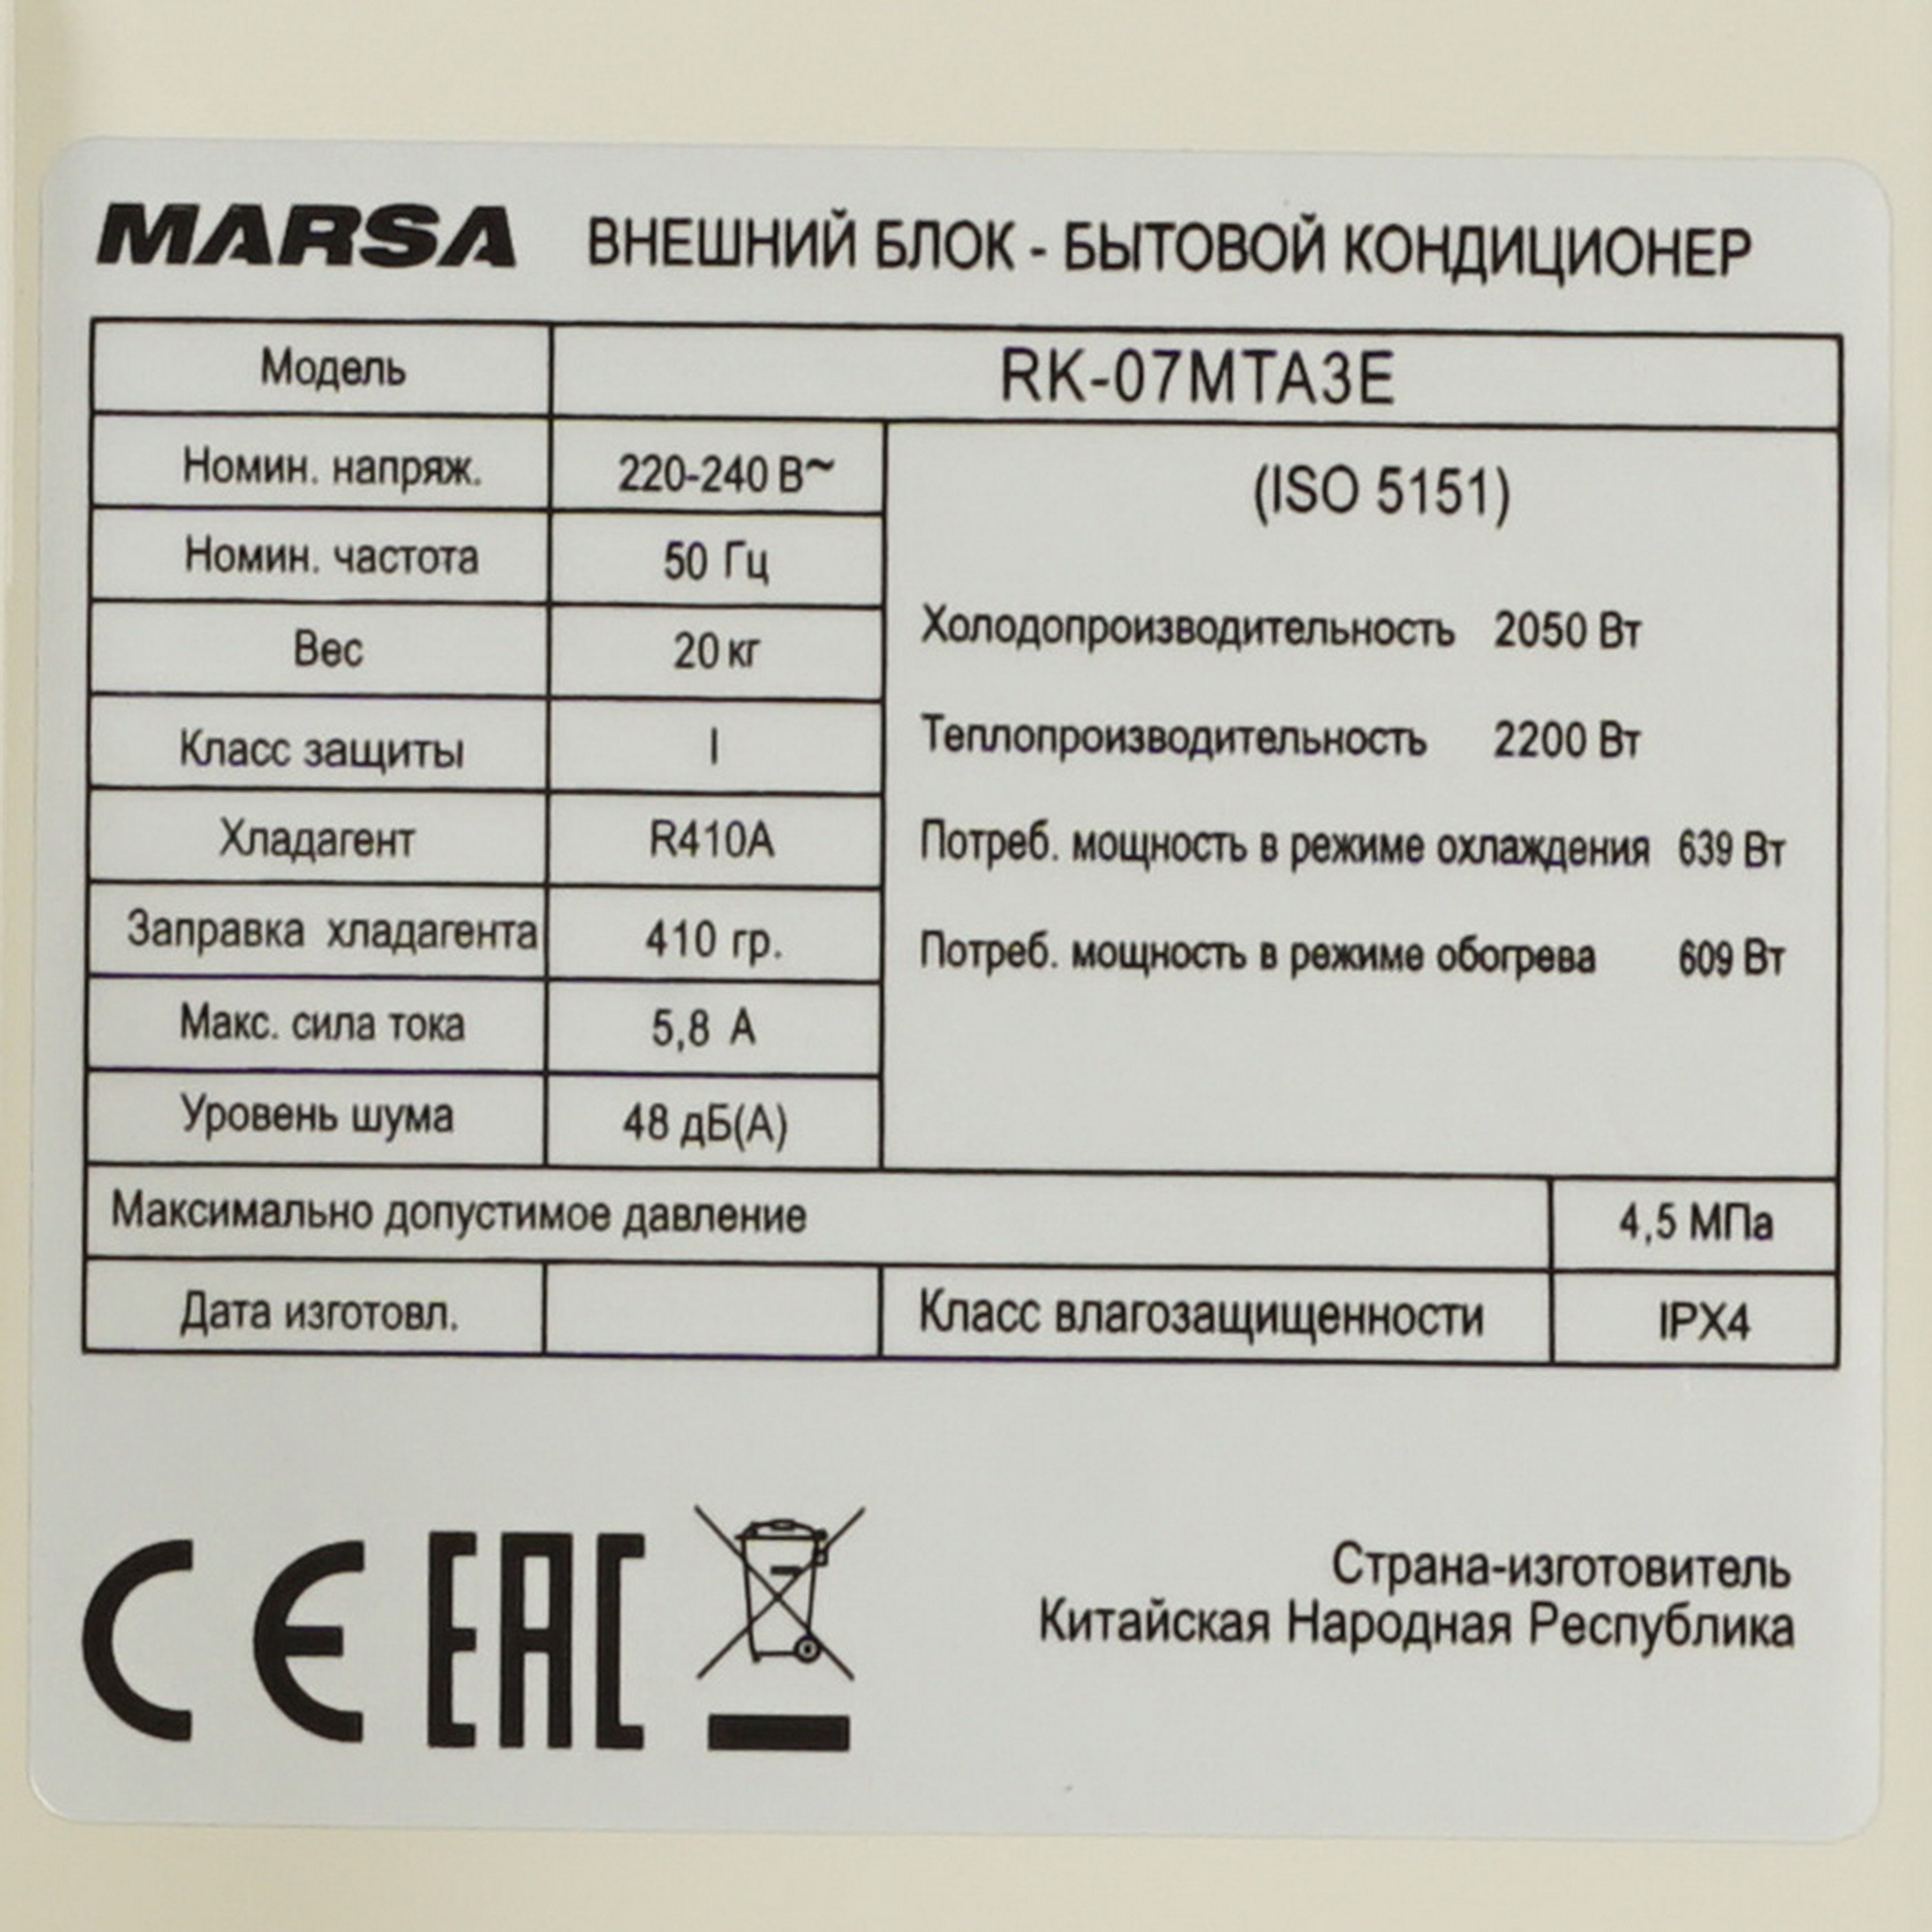 MARSA ВНЕШНИЙ БЛОК - БЫТОВОЙ КОНДИЦИОНЕР
Модель RK-07MTA3E
Номин. напряж. 220-240 В~
Номин. частота 50 Гц
Вес 20 кг
Класс защиты I
Хладагент R410A
Заправка хладагента 410 гр.
Макс. сила тока 5,8 А
Уровень шума 48 дБ(А)
(ISO 5151)
Холодопроизводительность 2050 Вт
Теплопроизводительность 2200 Вт
Потреб. мощность в режиме охлаждения 639 Вт
Потреб. мощность в режиме обогрева 609 Вт
Максимально допустимое давление 4,5 МПа
Дата изготовл. Класс влагозащищенности IPX4
CE EAC
Страна-изготовитель
Китайская Народная Республика